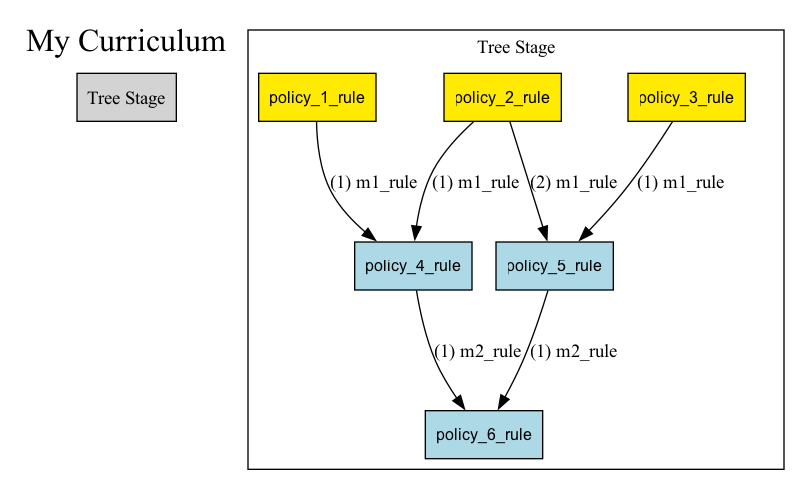 My Curriculum
Tree Stage
Tree Stage
policy_1_rule
policy_2_rule
policy_3_rule
(1) m1_rule
(1) m1_rule
(2) m1_rule
(1) m1_rule
policy_4_rule
policy_5_rule
(1) m2_rule
(1) m2_rule
policy_6_rule